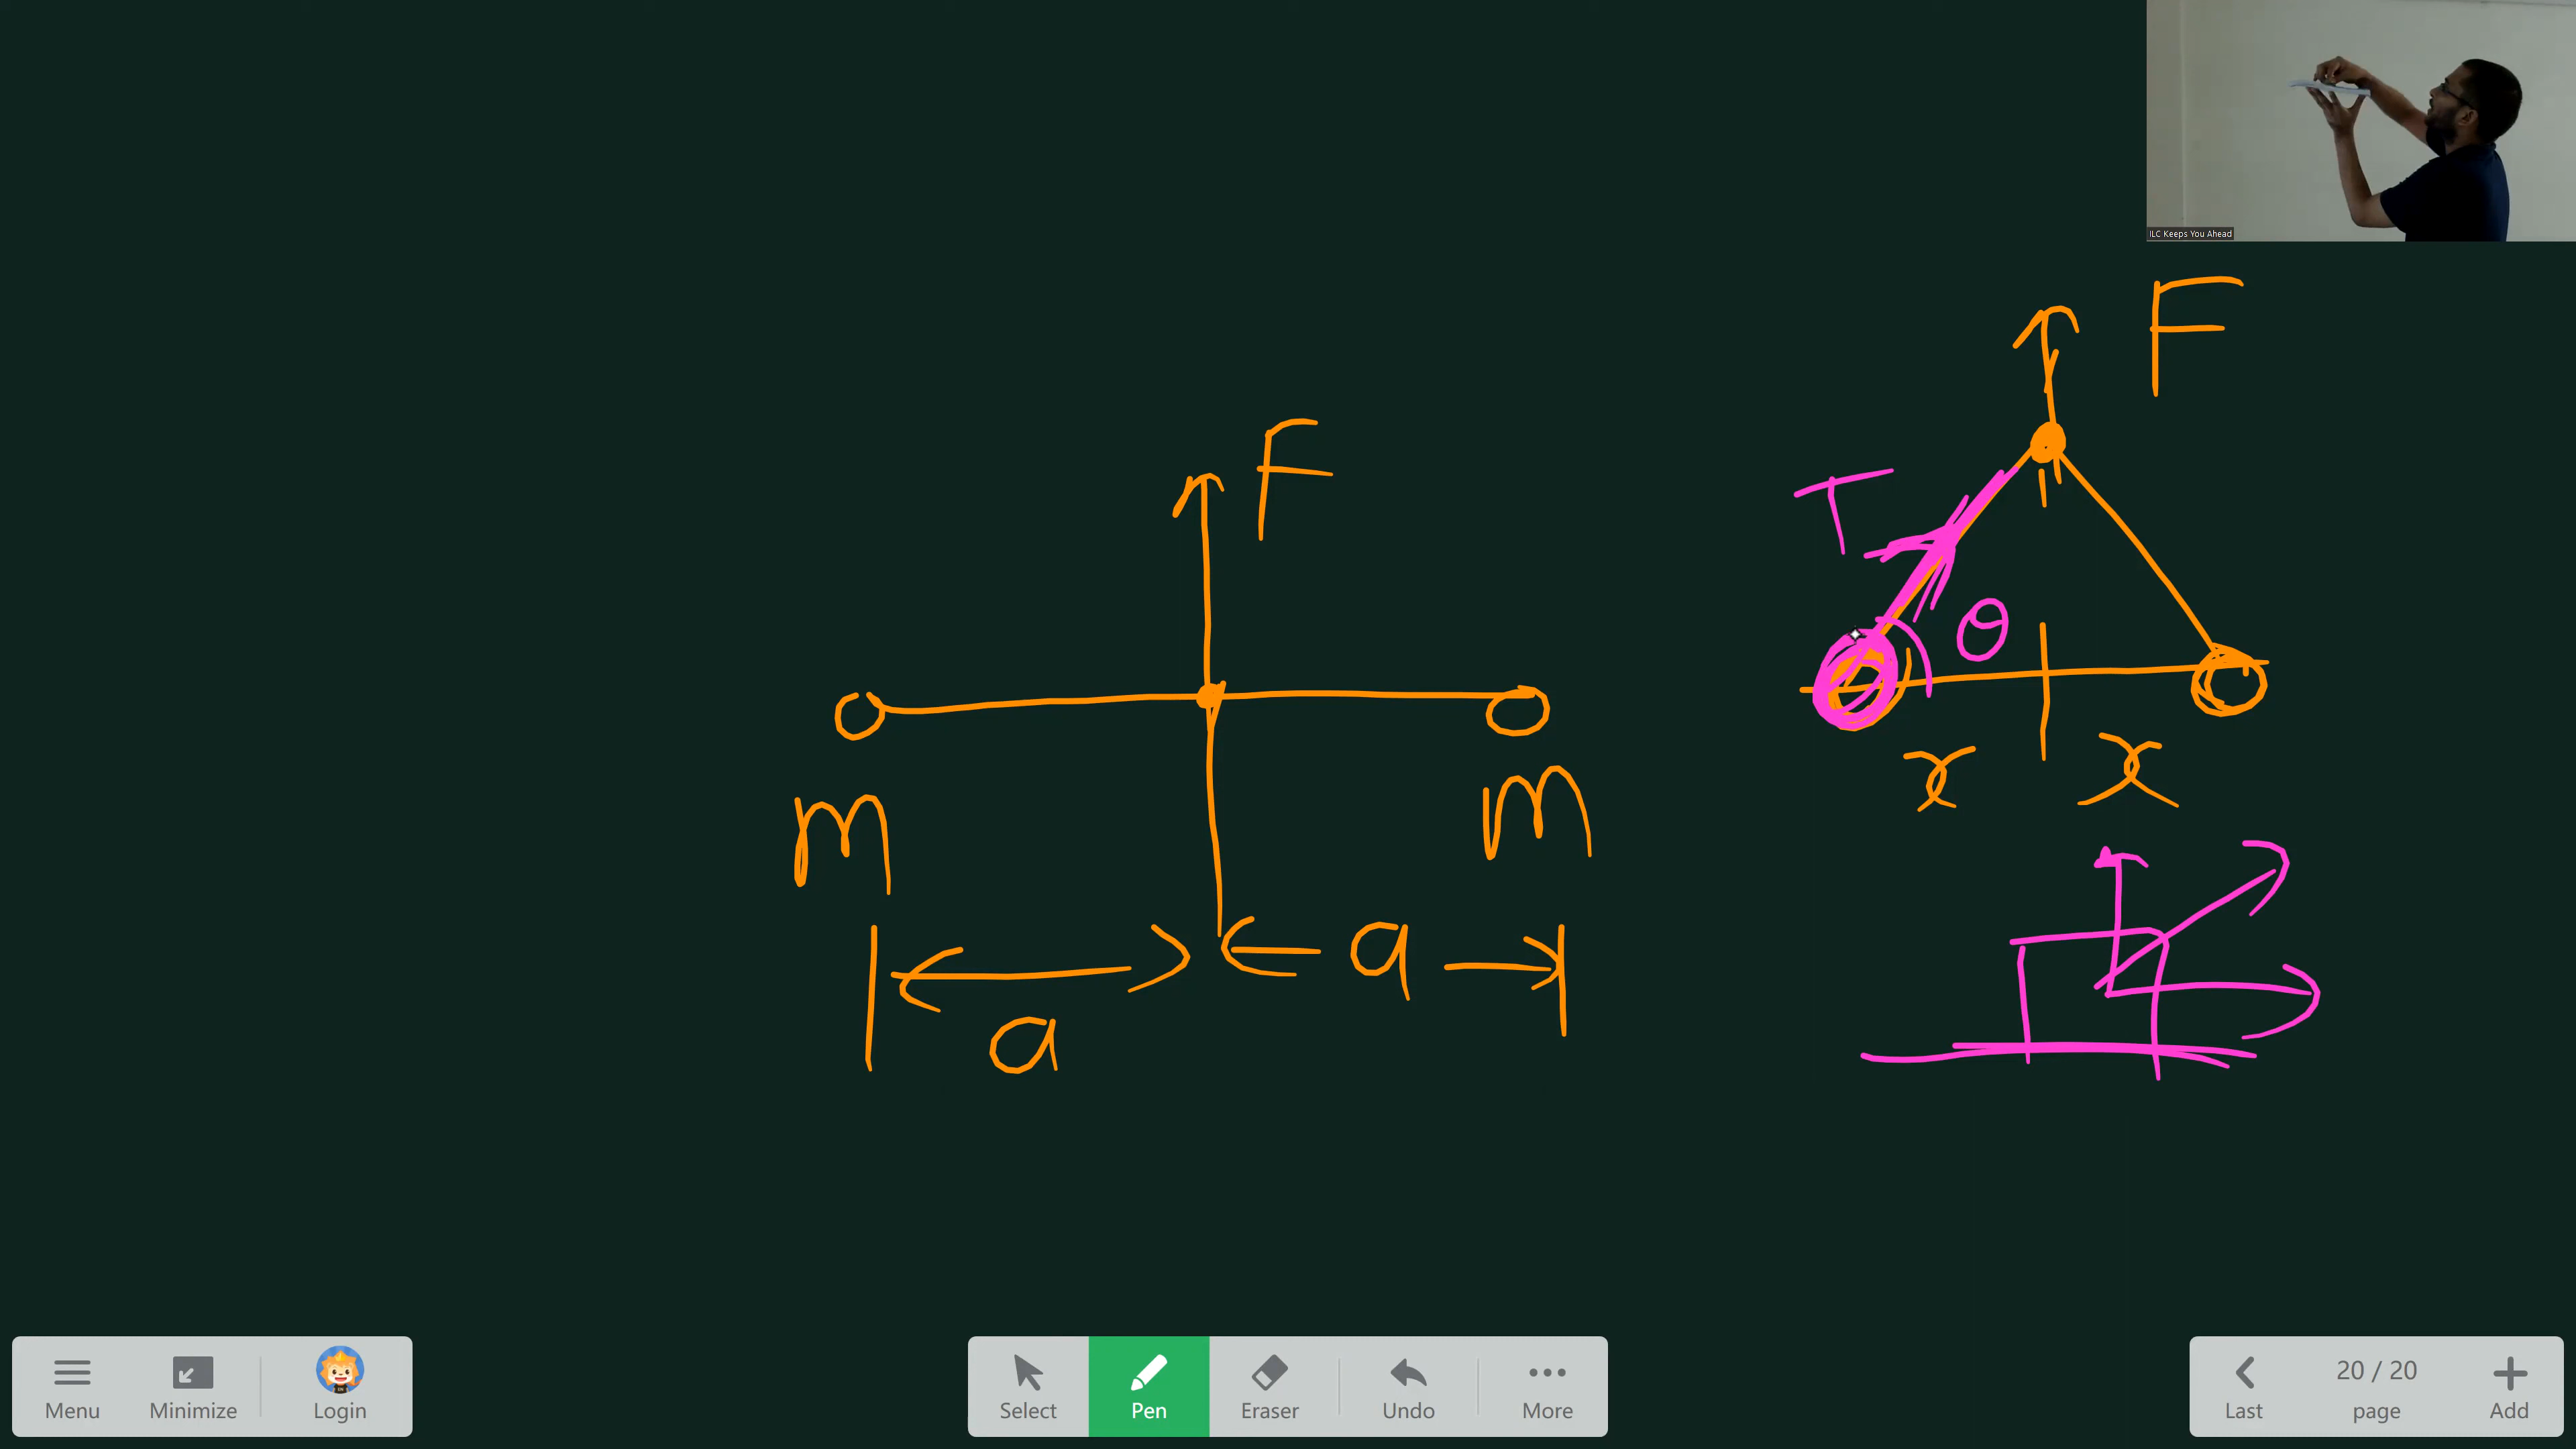 ILC Keeps You Ahead
F
F
T
θ
m
m
x
x
a
a
Menu
Minimize
Login
Select
Pen
Eraser
Undo
More
Last
20 / 20
page
Add